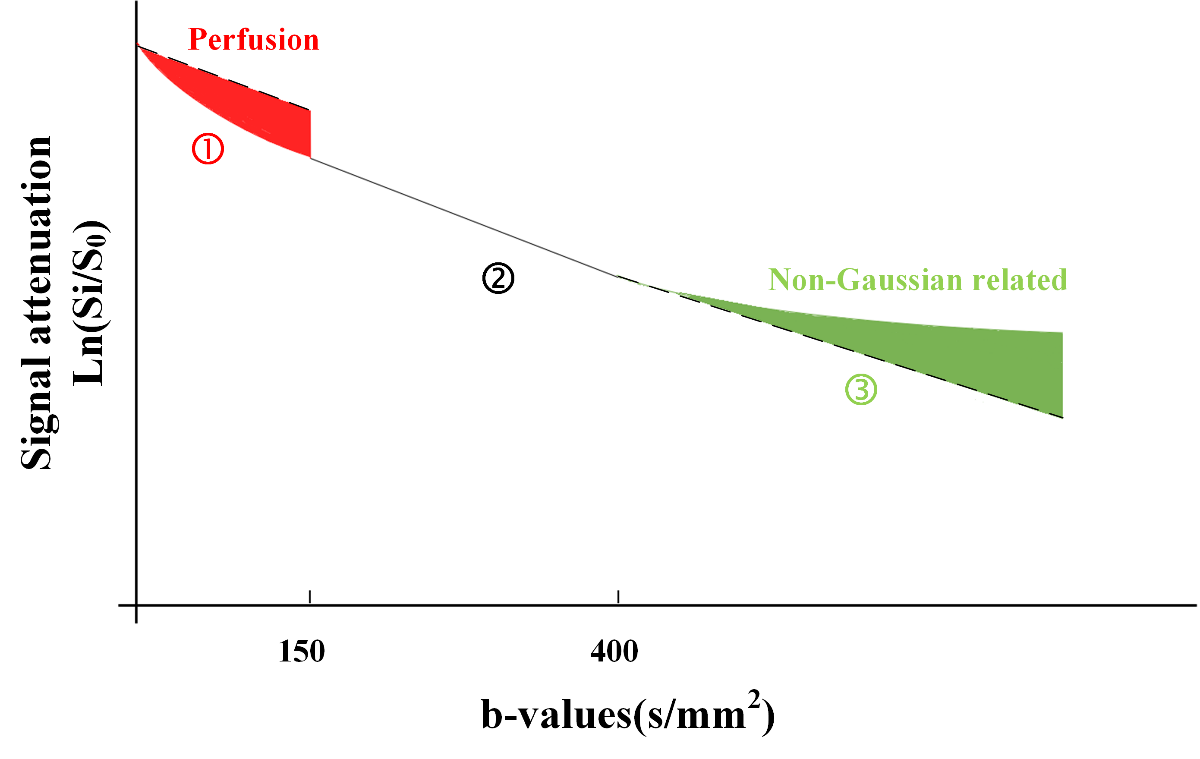 Perfusion
①
②
Non-Gaussian related
③
Signal attenuation
Ln(Si/S₀)
150
400
b-values(s/mm²)